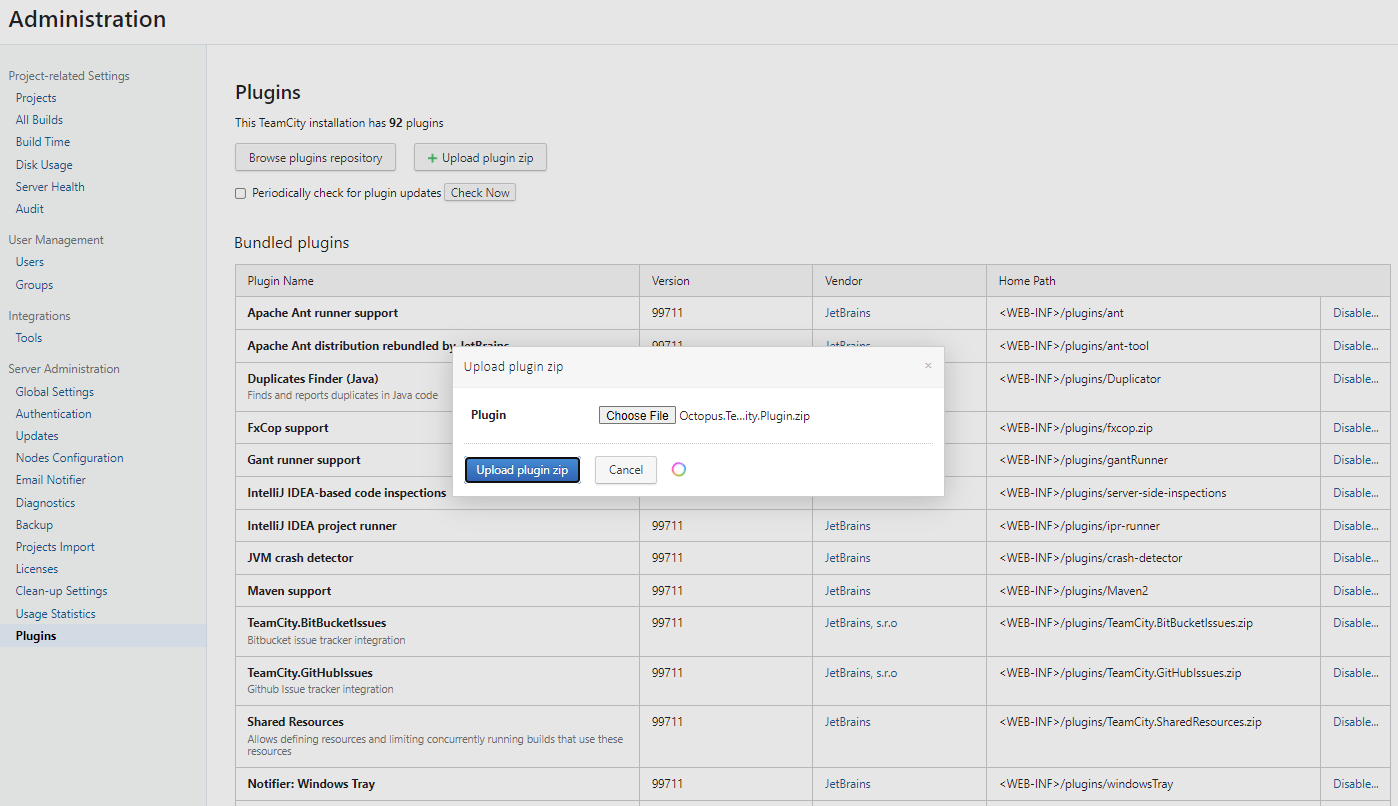 Administration
Project-related Settings
Projects
All Builds
Build Time
Disk Usage
Server Health
Audit
User Management
Users
Groups
Integrations
Tools
Server Administration
Global Settings
Authentication
Updates
Nodes Configuration
Email Notifier
Diagnostics
Backup
Projects Import
Licenses
Clean-up Settings
Usage Statistics
Plugins
Plugins
This TeamCity installation has 92 plugins
Browse plugins repository + Upload plugin zip
Periodically check for plugin updates Check Now
Bundled plugins
Plugin Name Version Vendor Home Path
Apache Ant runner support 99711 JetBrains <WEB-INF>/plugins/ant Disable...
Apache Ant distribution rebundled by JetBrains 99711 JetBrains <WEB-INF>/plugins/ant-tool Disable...
Duplicates Finder (Java) <WEB-INF>/plugins/Duplicator Disable...
Finds and reports duplicates in Java code
FxCop support <WEB-INF>/plugins/fxcop.zip Disable...
Gant runner support <WEB-INF>/plugins/gantRunner Disable...
IntelliJ IDEA-based code inspections <WEB-INF>/plugins/server-side-inspections Disable...
IntelliJ IDEA project runner 99711 JetBrains <WEB-INF>/plugins/ipr-runner Disable...
JVM crash detector 99711 JetBrains <WEB-INF>/plugins/crash-detector Disable...
Maven support 99711 JetBrains <WEB-INF>/plugins/Maven2 Disable...
TeamCity.BitBucketIssues 99711 JetBrains, s.r.o <WEB-INF>/plugins/TeamCity.BitBucketIssues.zip Disable...
Bitbucket issue tracker integration
TeamCity.GitHubIssues 99711 JetBrains, s.r.o <WEB-INF>/plugins/TeamCity.GitHubIssues.zip Disable...
Github Issue tracker integration
Shared Resources 99711 JetBrains <WEB-INF>/plugins/TeamCity.SharedResources.zip Disable...
Allows defining resources and limiting concurrently running builds that use these
resources
Notifier: Windows Tray 99711 JetBrains <WEB-INF>/plugins/windowsTray Disable...
Upload plugin zip ×
Plugin Choose File Octopus.Te...ity.Plugin.zip
Upload plugin zip Cancel